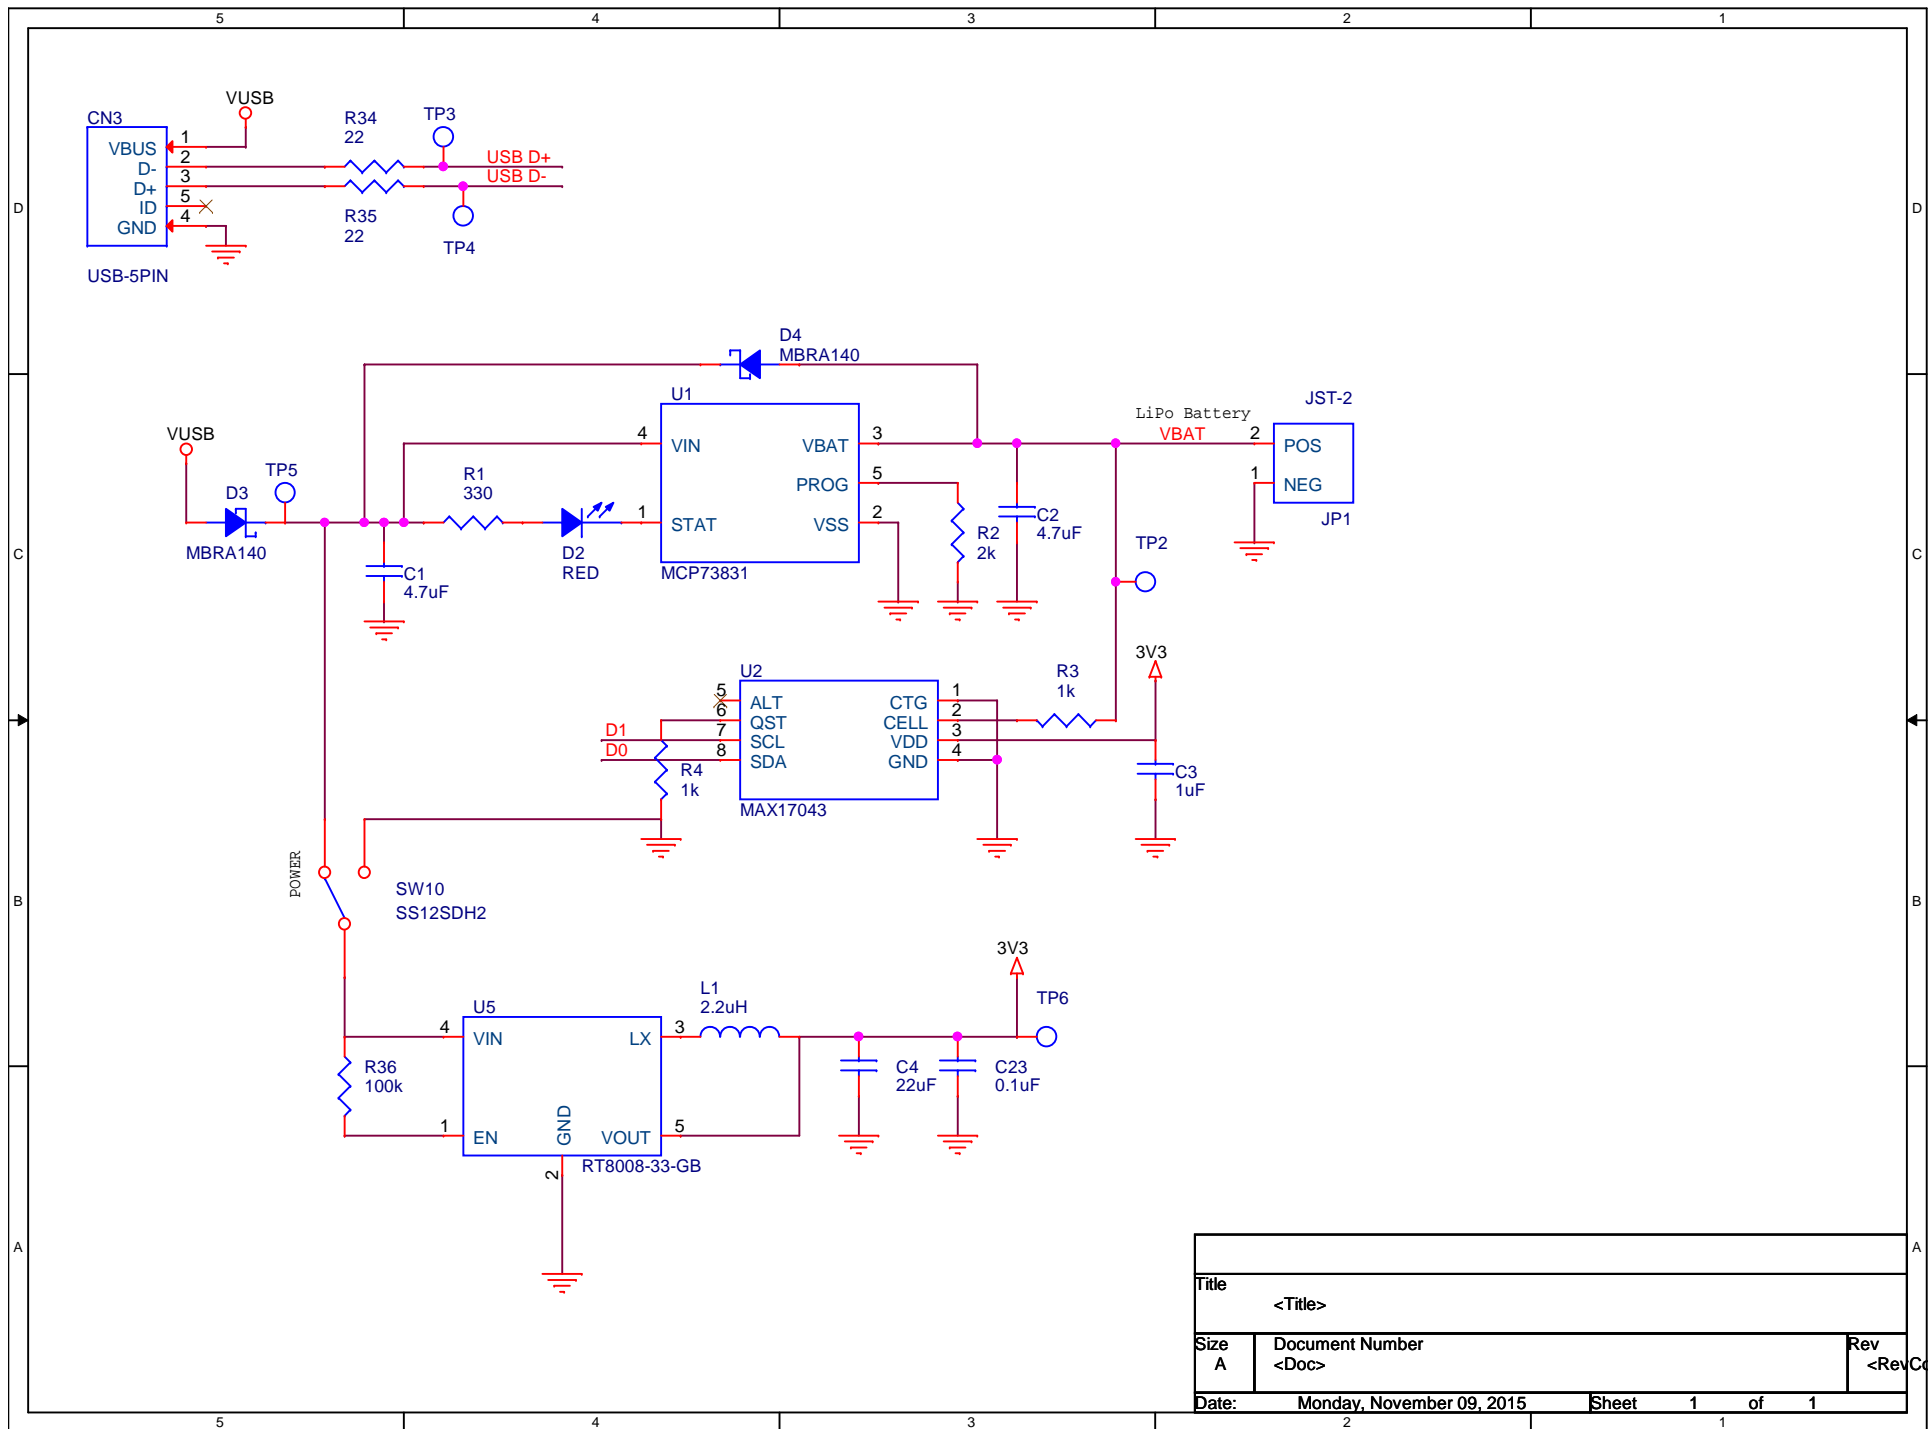 5 4 3 2 1
VUSB
CN3
VBUS 1
D- 2
D+ 3
ID 5
GND 4
USB-5PIN
R34
22
TP3
USB D+
USB D-
R35
22
TP4
D D
D4
MBRA140
U1
4 VIN
1 STAT
VBAT 3
PROG 5
VSS 2
MCP73831
VUSB
TP5
D3
MBRA140
R1
330
D2
RED
C1
4.7uF
R2
2k
C2
4.7uF
LiPo Battery
VBAT
JST-2
2 POS
1 NEG
JP1
TP2
C C
U2
5 ALT
6 QST
7 SCL
8 SDA
CTG 1
CELL 2
VDD 3
GND 4
MAX17043
D1
D0
R4
1k
R3
1k
3V3
C3
1uF
POWER
SW10
SS12SDH2
B B
U5
4 VIN
1 EN
GND
2
LX 3
VOUT 5
RT8008-33-GB
R36
100k
L1
2.2uH
3V3
TP6
C4
22uF
C23
0.1uF
A A
Title
<Title>
Size
A
Document Number
<Doc>
Rev
<RevCo
Date: Monday, November 09, 2015 Sheet 1 of 1
5 4 3 2 1